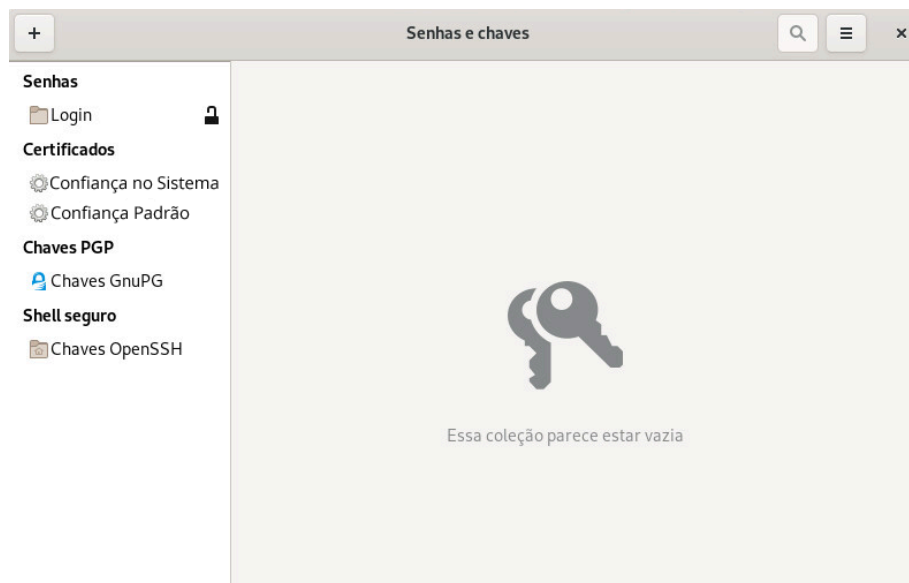 Senhas e chaves
Senhas
Login
Certificados
Confiança no Sistema
Confiança Padrão
Chaves PGP
Chaves GnuPG
Shell seguro
Chaves OpenSSH
Essa coleção parece estar vazia